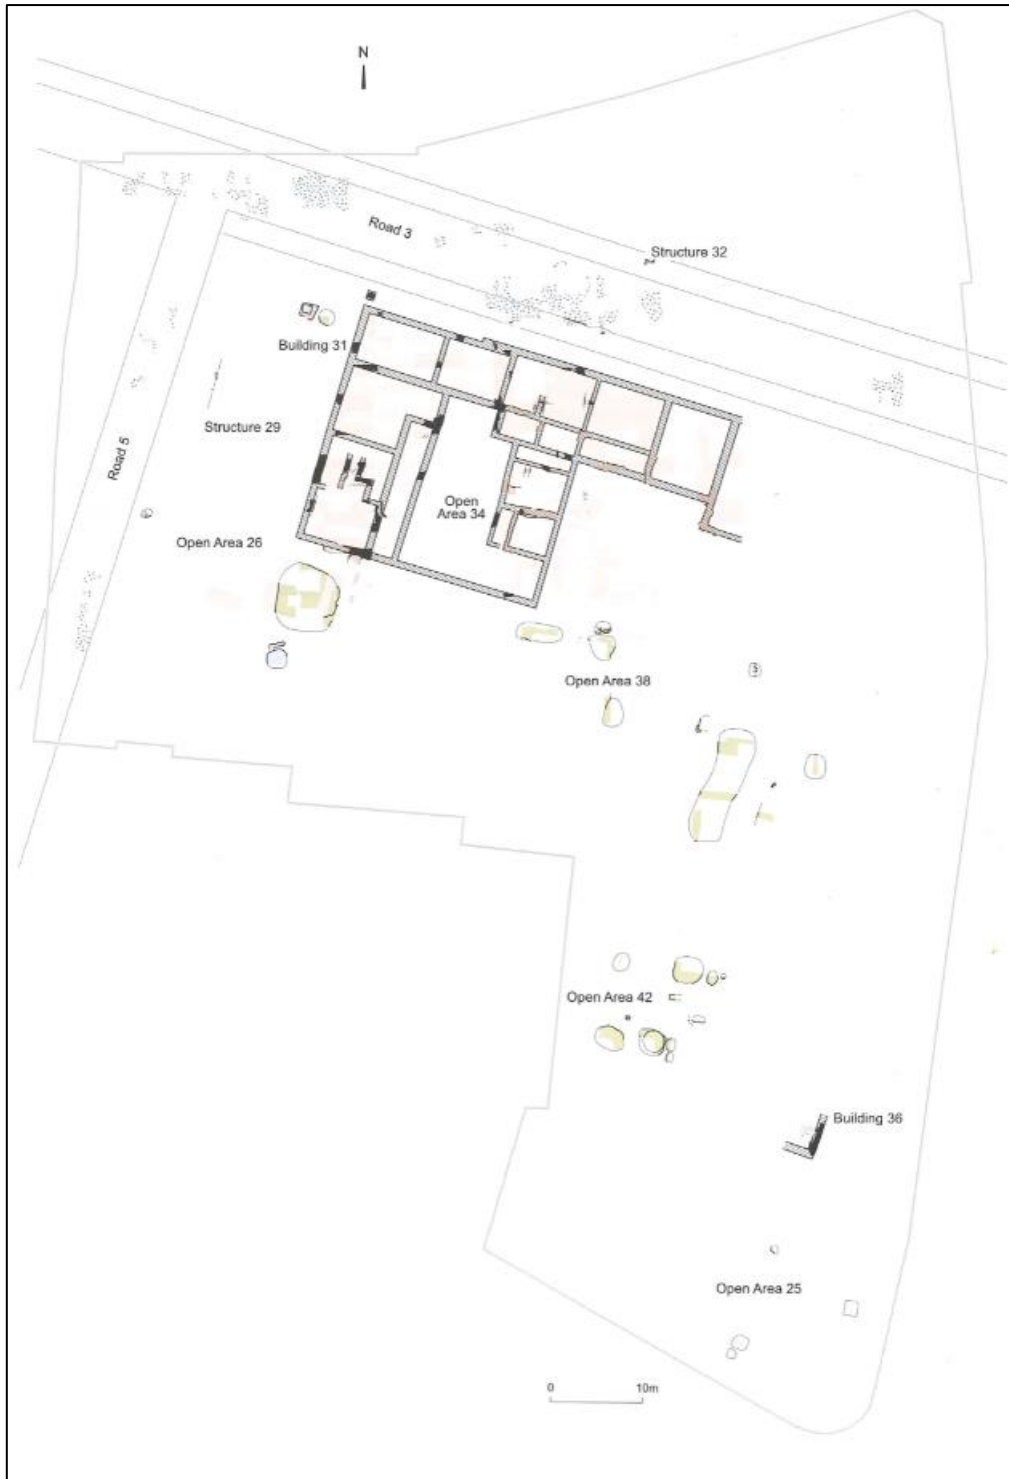 N
Road 3
Structure 32
Building 31
Structure 29
Road 5
Open
Area 34
Open Area 26
Open Area 38
Open Area 42
Building 36
Open Area 25
0 10m